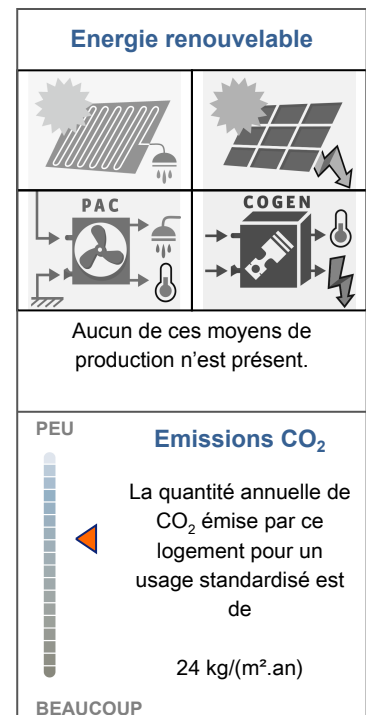 Energie renouvelable
PAC
COGEN
Aucun de ces moyens de
production n'est présent.
PEU
Emissions CO₂
La quantité annuelle de
CO₂ émise par ce
logement pour un
usage standardisé est
de
24 kg/(m².an)
BEAUCOUP